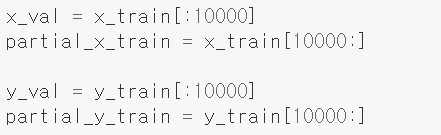 x_val = x_train[:10000]
partial_x_train = x_train[10000:]
y_val = y_train[:10000]
partial_y_train = y_train[10000:]